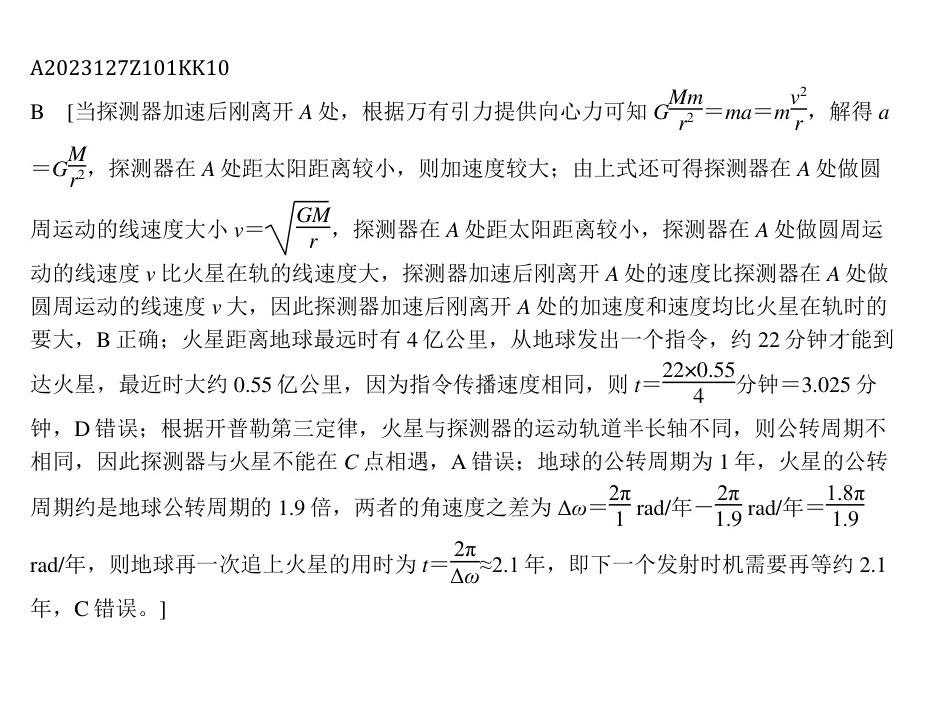 A2023127Z101KK10
B [当探测器加速后刚离开 A 处，根据万有引力提供向心力可知 G\frac{Mm}{r^2}＝ma＝m\frac{v^2}{r}，解得 a
＝G\frac{M}{r^2}，探测器在 A 处距太阳距离较小，则加速度较大；由上式还可得探测器在 A 处做圆
周运动的线速度大小 v＝\sqrt{\frac{GM}{r}}，探测器在 A 处距太阳距离较小，探测器在 A 处做圆周运
动的线速度 v 比火星在轨的线速度大，探测器加速后刚离开 A 处的速度比探测器在 A 处做
圆周运动的线速度 v 大，因此探测器加速后刚离开 A 处的加速度和速度均比火星在轨时的
要大，B 正确；火星距离地球最远时有 4 亿公里，从地球发出一个指令，约 22 分钟才能到
达火星，最近时大约 0.55 亿公里，因为指令传播速度相同，则 t＝\frac{22×0.55}{4}分钟＝3.025 分
钟，D 错误；根据开普勒第三定律，火星与探测器的运动轨道半长轴不同，则公转周期不
相同，因此探测器与火星不能在 C 点相遇，A 错误；地球的公转周期为 1 年，火星的公转
周期约是地球公转周期的 1.9 倍，两者的角速度之差为 Δω＝\frac{2π}{1} rad/年－\frac{2π}{1.9} rad/年＝\frac{1.8π}{1.9}
rad/年，则地球再一次追上火星的用时为 t＝\frac{2π}{Δω}≈2.1 年，即下一个发射时机需要再等约 2.1
年，C 错误。]